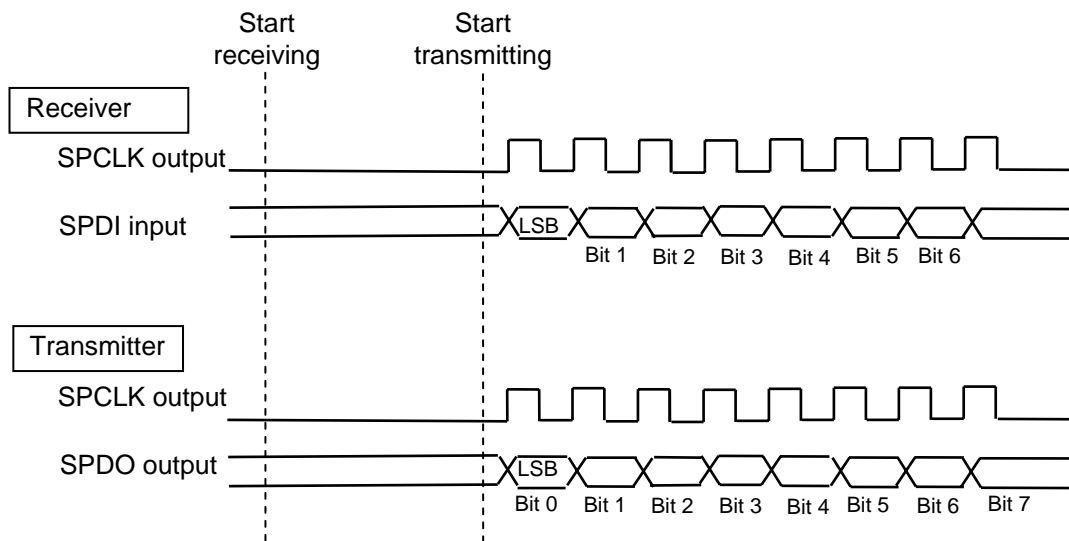 Start receiving
Start transmitting
Receiver
SPCLK output
SPDI input
LSB
Bit 1 Bit 2 Bit 3 Bit 4 Bit 5 Bit 6
Transmitter
SPCLK output
SPDO output
LSB
Bit 0 Bit 1 Bit 2 Bit 3 Bit 4 Bit 5 Bit 6 Bit 7